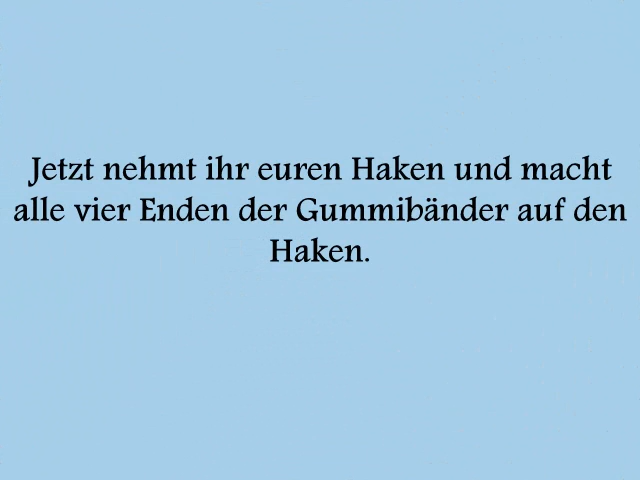 Jetzt nehmt ihr euren Haken und macht
alle vier Enden der Gummibänder auf den
Haken.